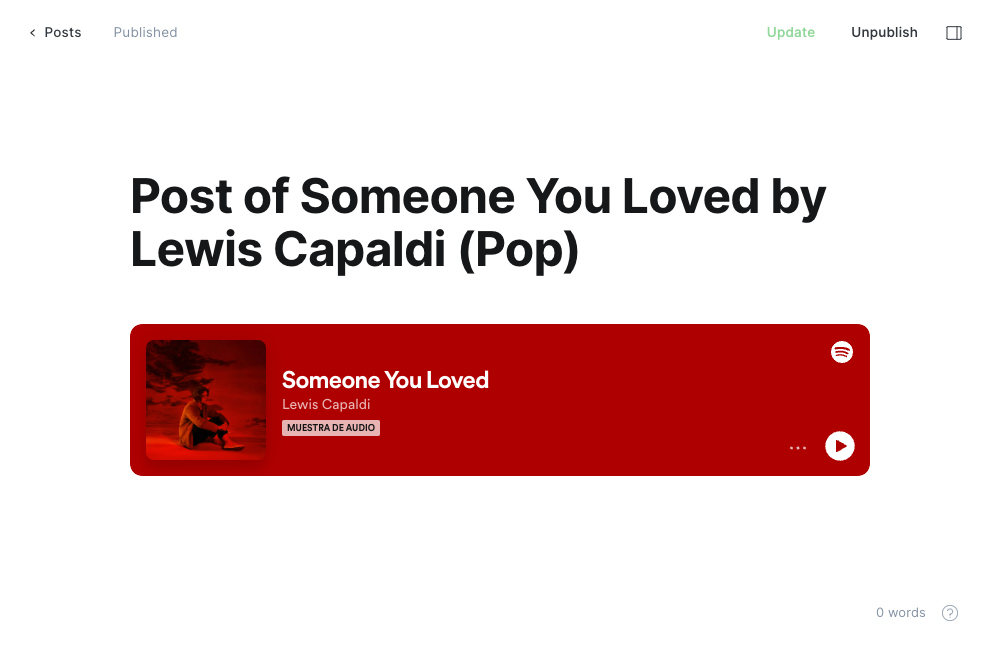 Posts
Published
Update
Unpublish
Post of Someone You Loved by
Lewis Capaldi (Pop)
Someone You Loved
Lewis Capaldi
MUESTRA DE AUDIO
0 words
?